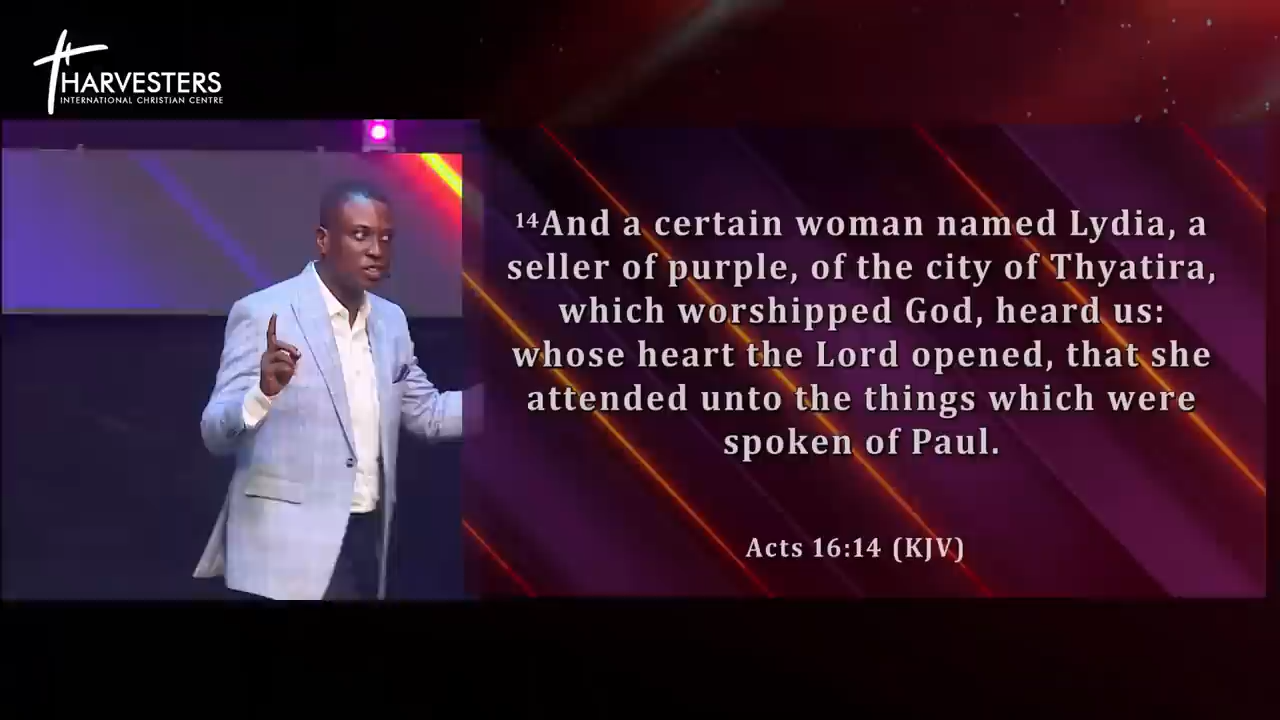 HARVESTERS
INTERNATIONAL CHRISTIAN CENTRE
14And a certain woman named Lydia, a
seller of purple, of the city of Thyatira,
which worshipped God, heard us:
whose heart the Lord opened, that she
attended unto the things which were
spoken of Paul.
Acts 16:14 (KJV)